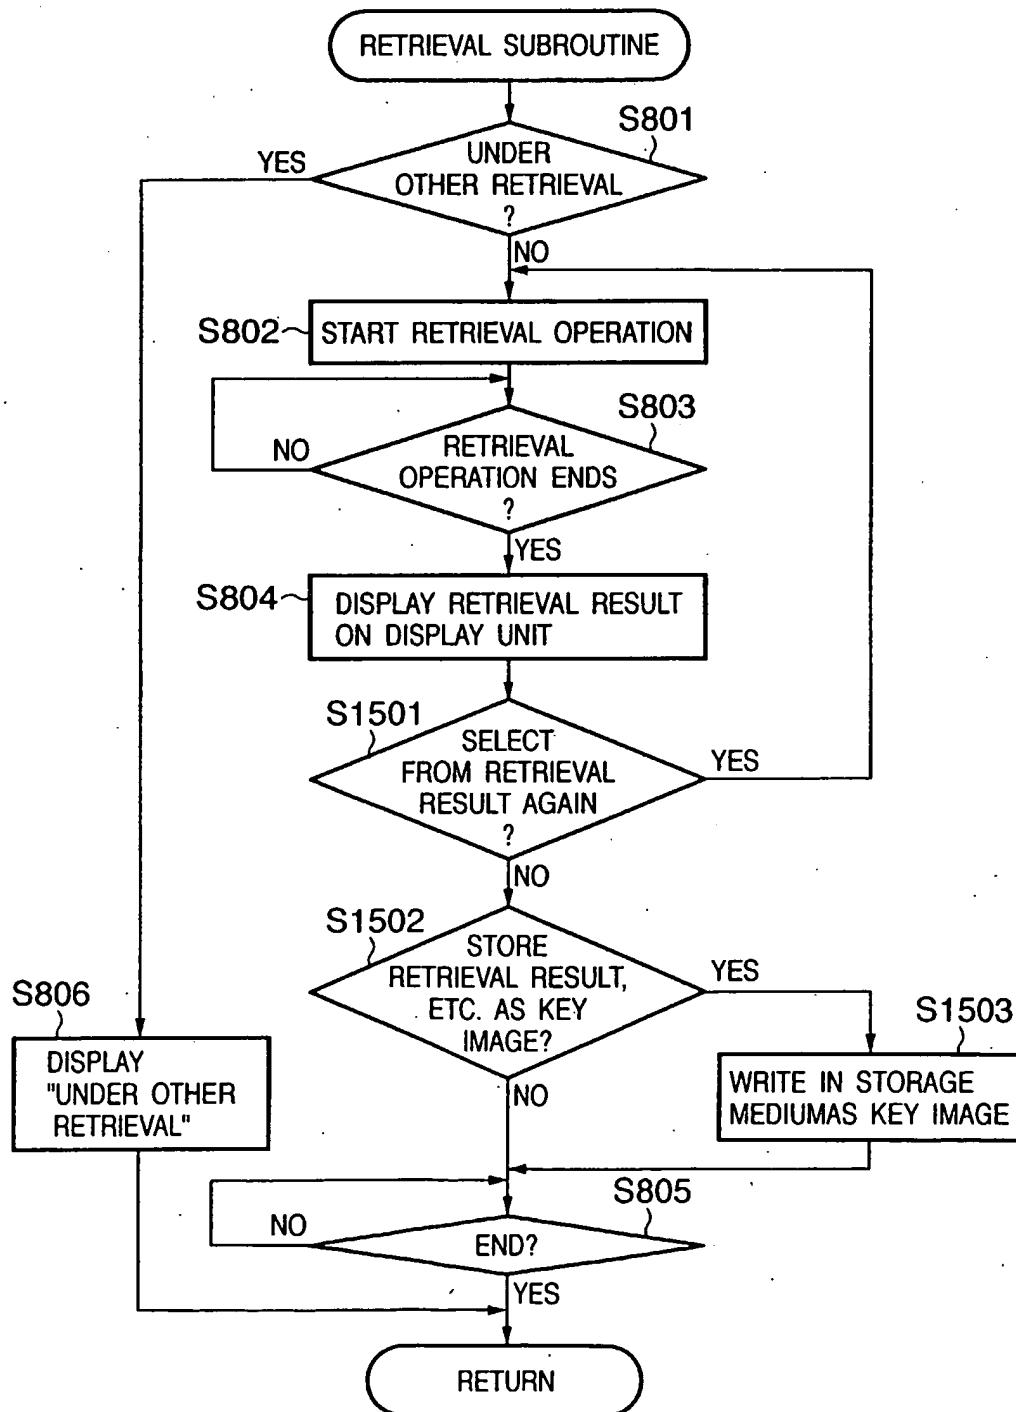 RETRIEVAL SUBROUTINE
S801
YES
UNDER
OTHER RETRIEVAL
?
NO
S802
START RETRIEVAL OPERATION
S803
NO
RETRIEVAL
OPERATION ENDS
?
YES
S804
DISPLAY RETRIEVAL RESULT
ON DISPLAY UNIT
S1501
SELECT
FROM RETRIEVAL
RESULT AGAIN
?
YES
NO
S1502
STORE
RETRIEVAL RESULT,
ETC. AS KEY
IMAGE?
YES
NO
S806
DISPLAY
"UNDER OTHER
RETRIEVAL"
S1503
WRITE IN STORAGE
MEDIUMAS KEY IMAGE
S805
NO
END?
YES
RETURN